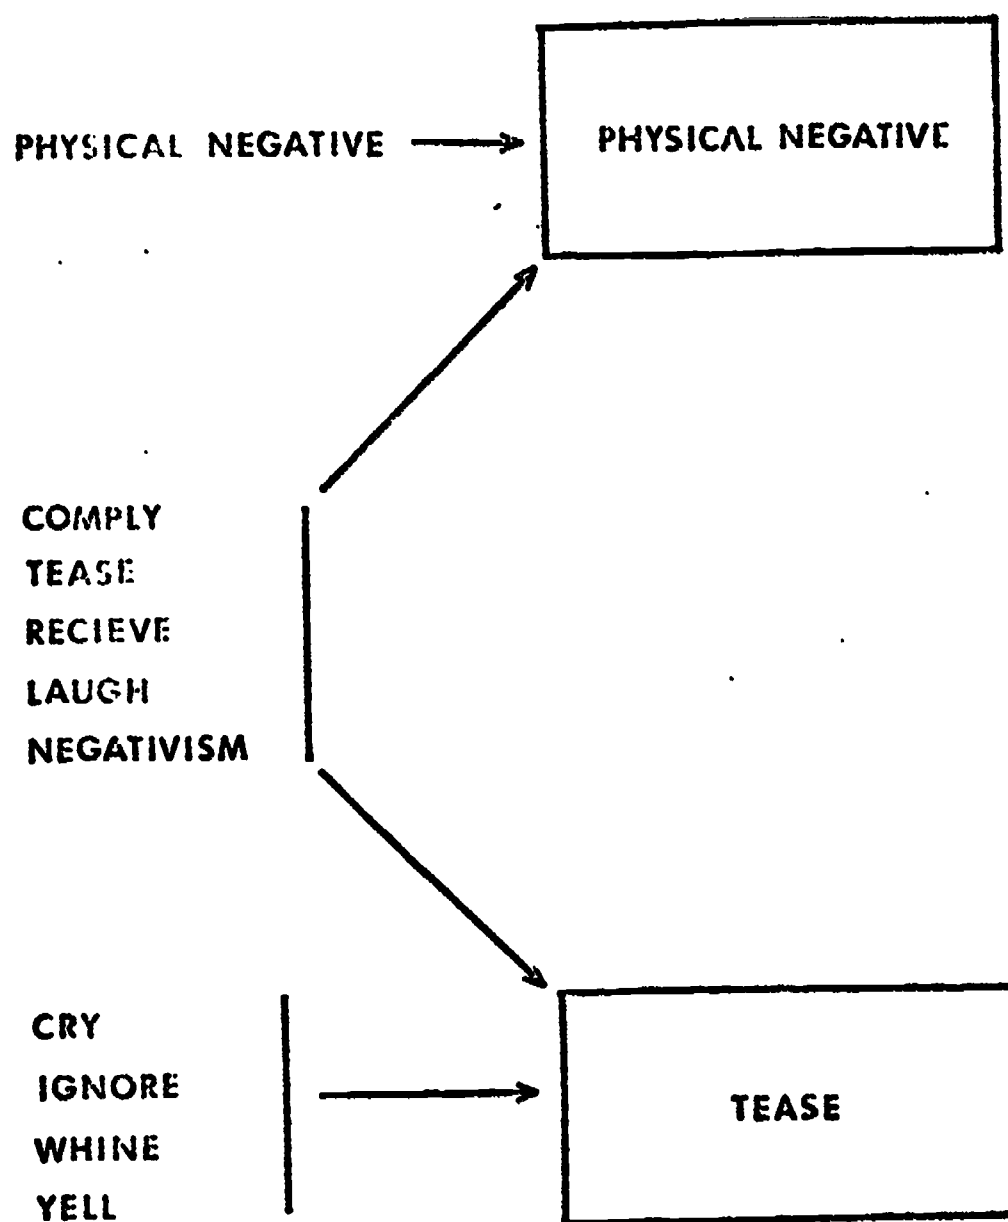 PHYSICAL NEGATIVE
PHYSICAL NEGATIVE
COMPLY
TEASE
RECIEVE
LAUGH
NEGATIVISM
CRY
IGNORE
WHINE
YELL
TEASE